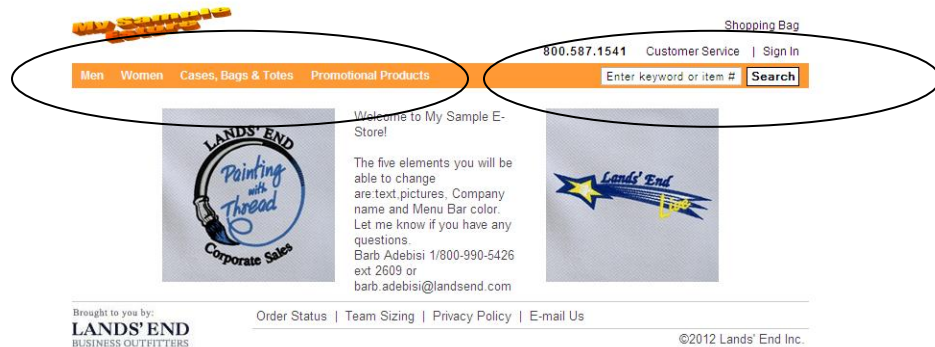 My Sample
Estore
Shopping Bag
800.587.1541 Customer Service | Sign In
Men Women Cases, Bags & Totes Promotional Products
Enter keyword or item # Search
LANDS' END
Painting
with
Thread
Corporate Sales
Welcome to My Sample E-
Store!
The five elements you will be
able to change
are:text,pictures, Company
name and Menu Bar color.
Let me know if you have any
questions.
Barb Adebisi 1/800-990-5426
ext 2609 or
barb.adebisi@landsend.com
Lands' End
Live
Brought to you by:
LANDS' END
BUSINESS OUTFITTERS
Order Status | Team Sizing | Privacy Policy | E-mail Us
©2012 Lands' End Inc.